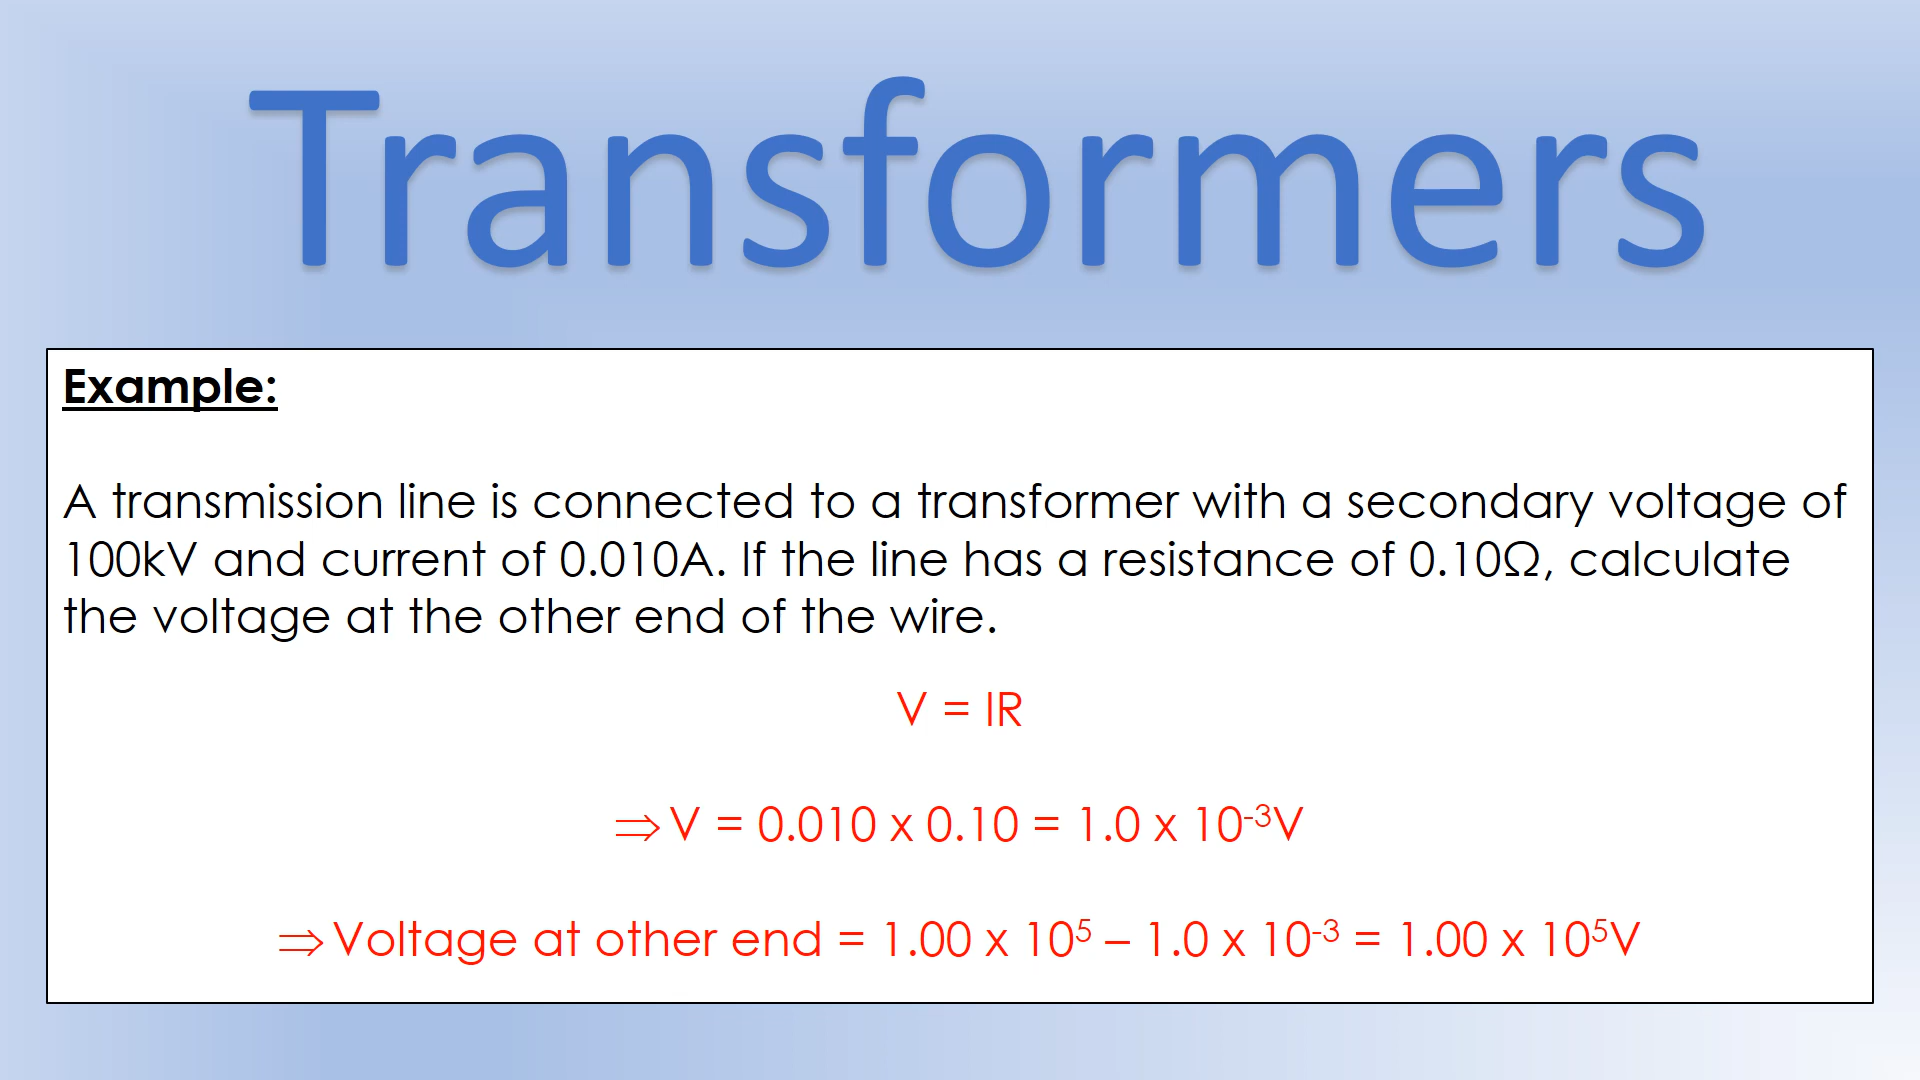 Transformers
Example:
A transmission line is connected to a transformer with a secondary voltage of
100kV and current of 0.010A. If the line has a resistance of 0.10Ω, calculate
the voltage at the other end of the wire.
V = IR
⇒ V = 0.010 x 0.10 = 1.0 x 10⁻³V
⇒ Voltage at other end = 1.00 x 10⁵ – 1.0 x 10⁻³ = 1.00 x 10⁵V